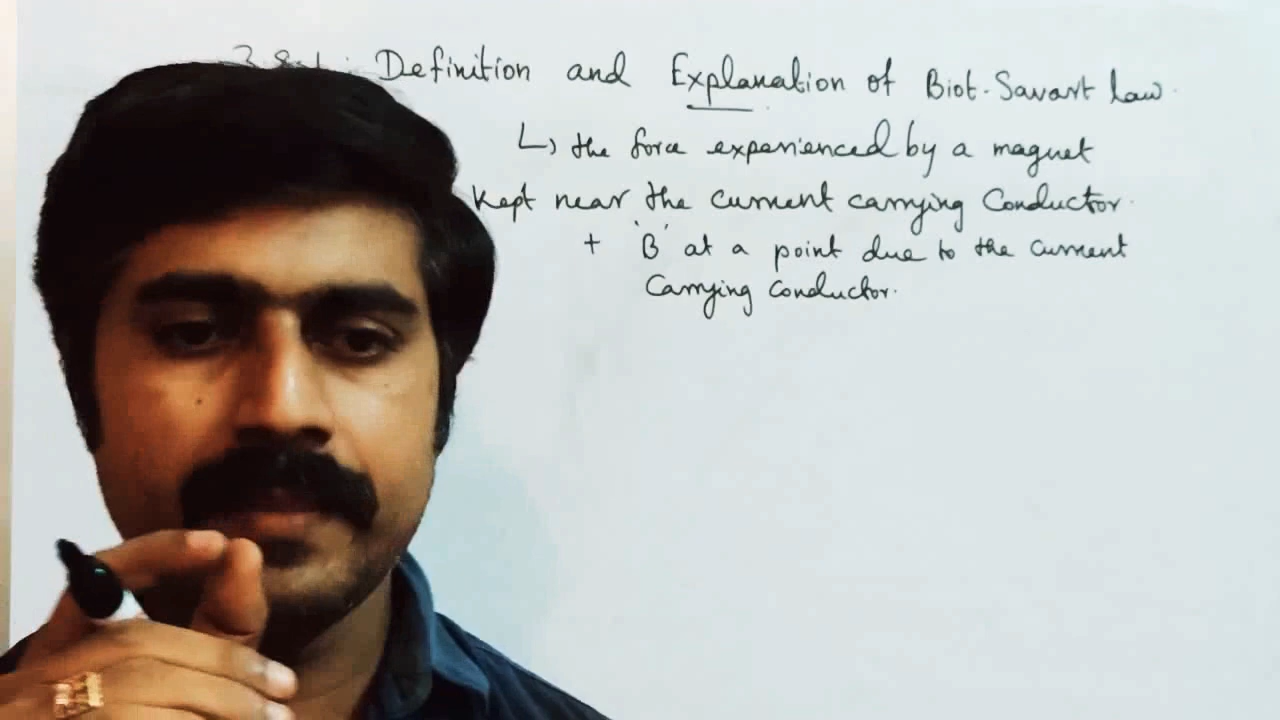 Definition and Explanation of Biot-Savart law.
↳ the force experienced by a magnet
kept near the current carrying Conductor.
+ 'B' at a point due to the current
Carrying conductor.